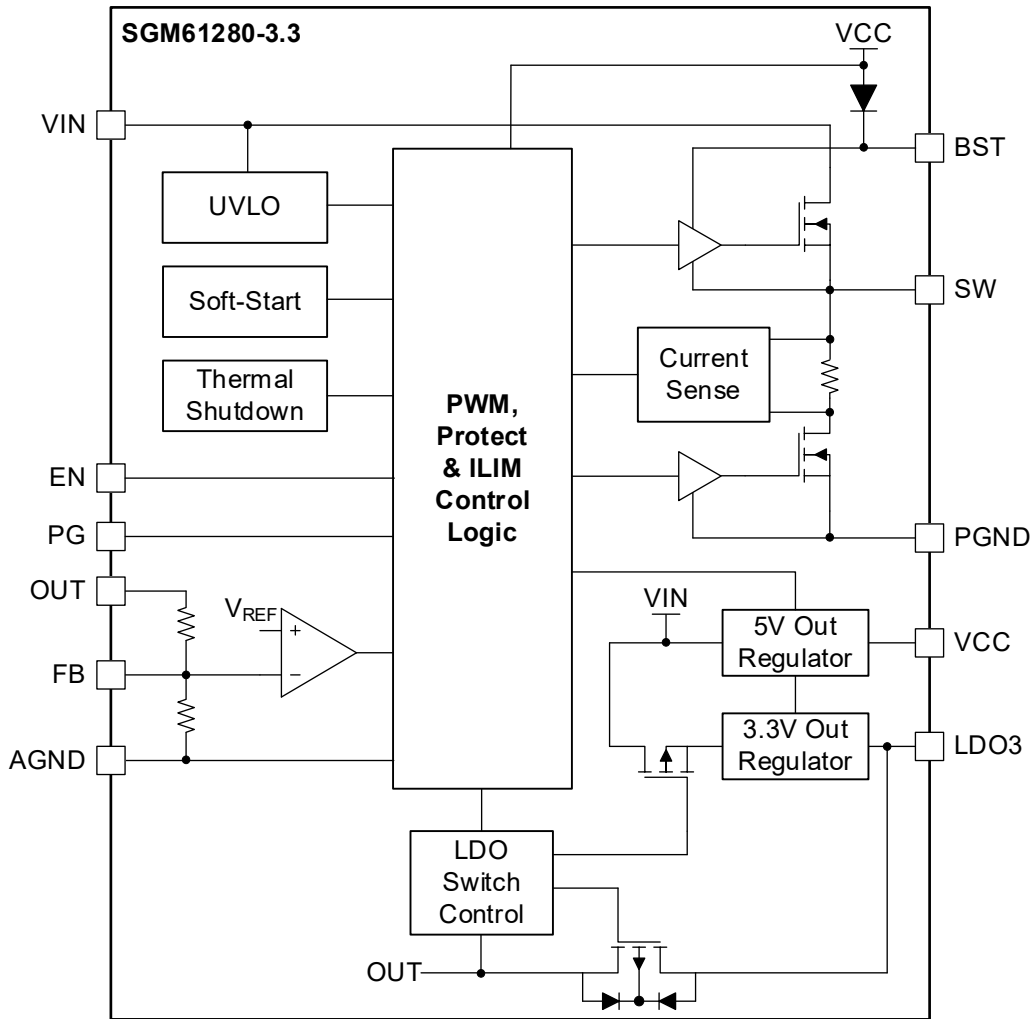 SGM61280-3.3
VCC
VIN
BST
UVLO
SW
Soft-Start
Current
Sense
Thermal
Shutdown
PWM,
Protect
& ILIM
Control
Logic
EN
PG
PGND
OUT
VREF
+
−
FB
VIN
5V Out
Regulator
VCC
3.3V Out
Regulator
LDO3
AGND
LDO
Switch
Control
OUT